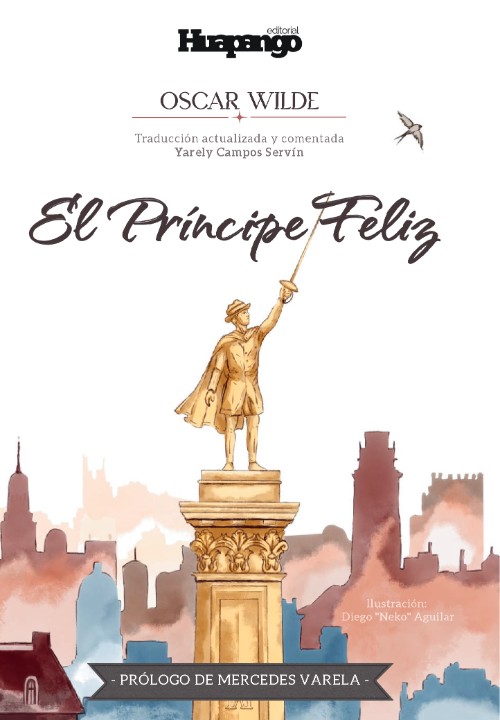 editorial
Huapango
OSCAR WILDE
Traducción actualizada y comentada
Yarely Campos Servín
El Príncipe Feliz
ilustración:
Diego "Neko" Aguilar
- PRÓLOGO DE MERCEDES VARELA -